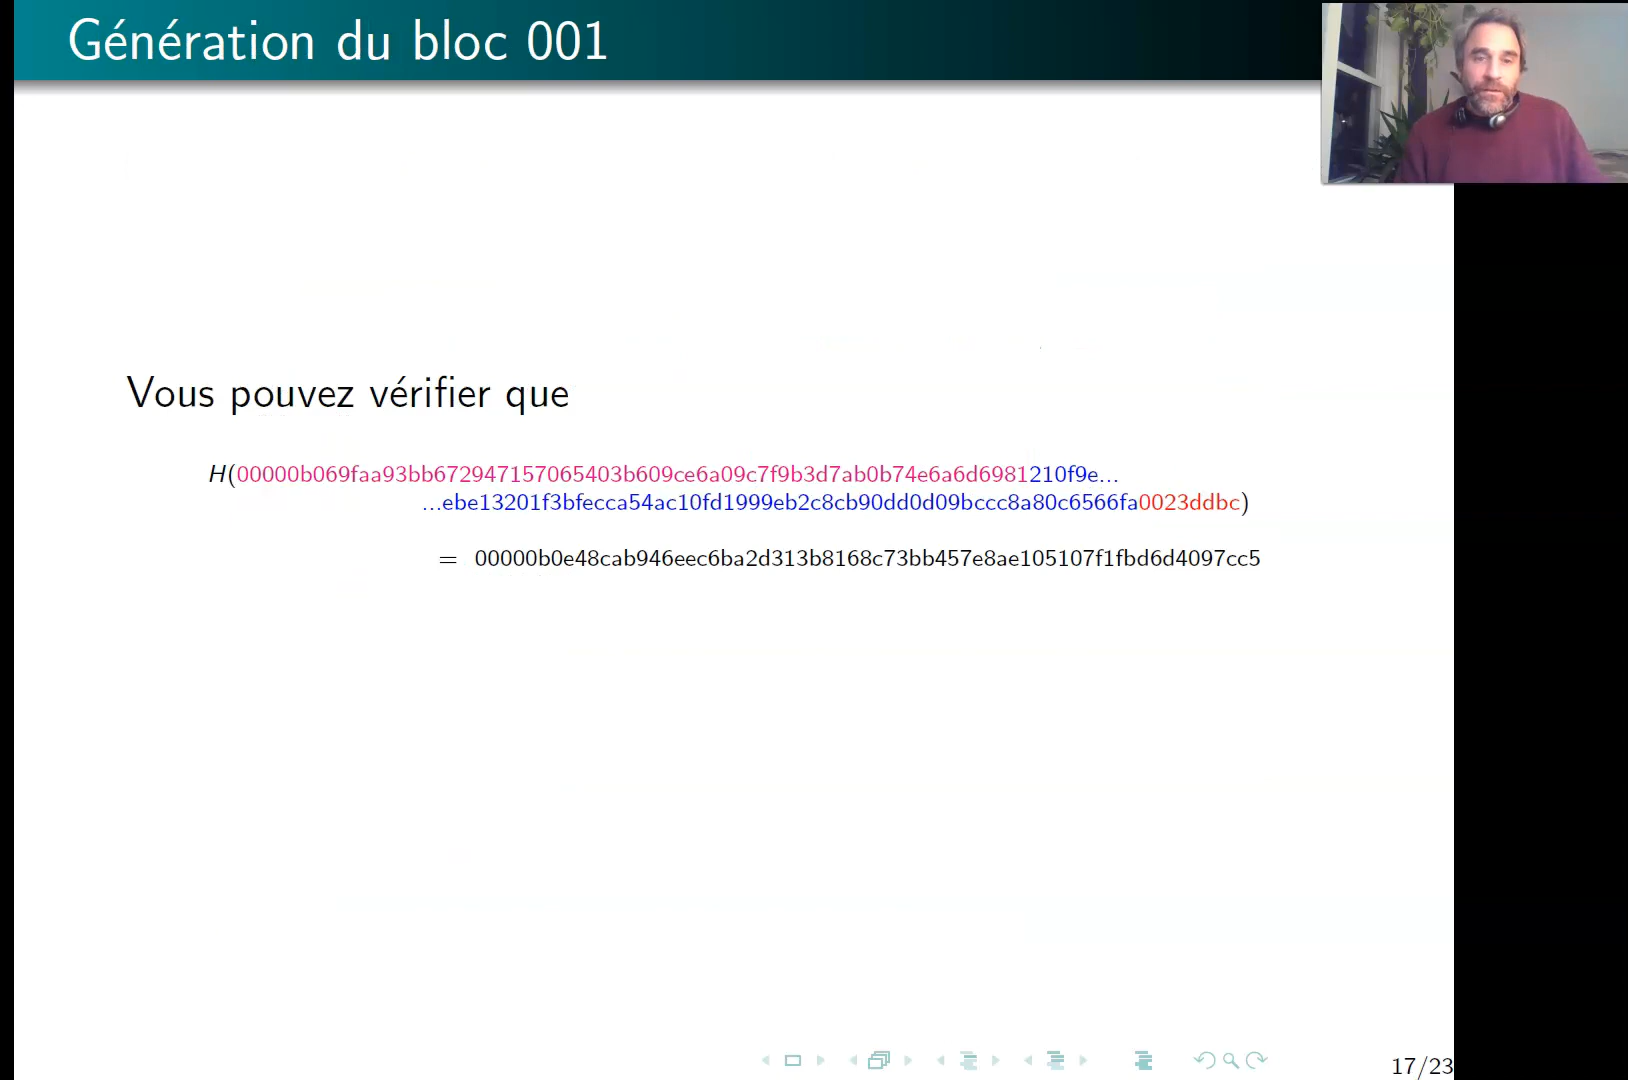 Génération du bloc 001
Vous pouvez vérifier que
H(00000b069faa93bb672947157065403b609ce6a09c7f9b3d7ab0b74e6a6d6981210f9e...
...ebe13201f3bfecca54ac10fd1999eb2c8cb90dd0d09bccc8a80c6566fa0023ddbc)
= 00000b0e48cab946eec6ba2d313b8168c73bb457e8ae105107f1fbd6d4097cc5
17/23